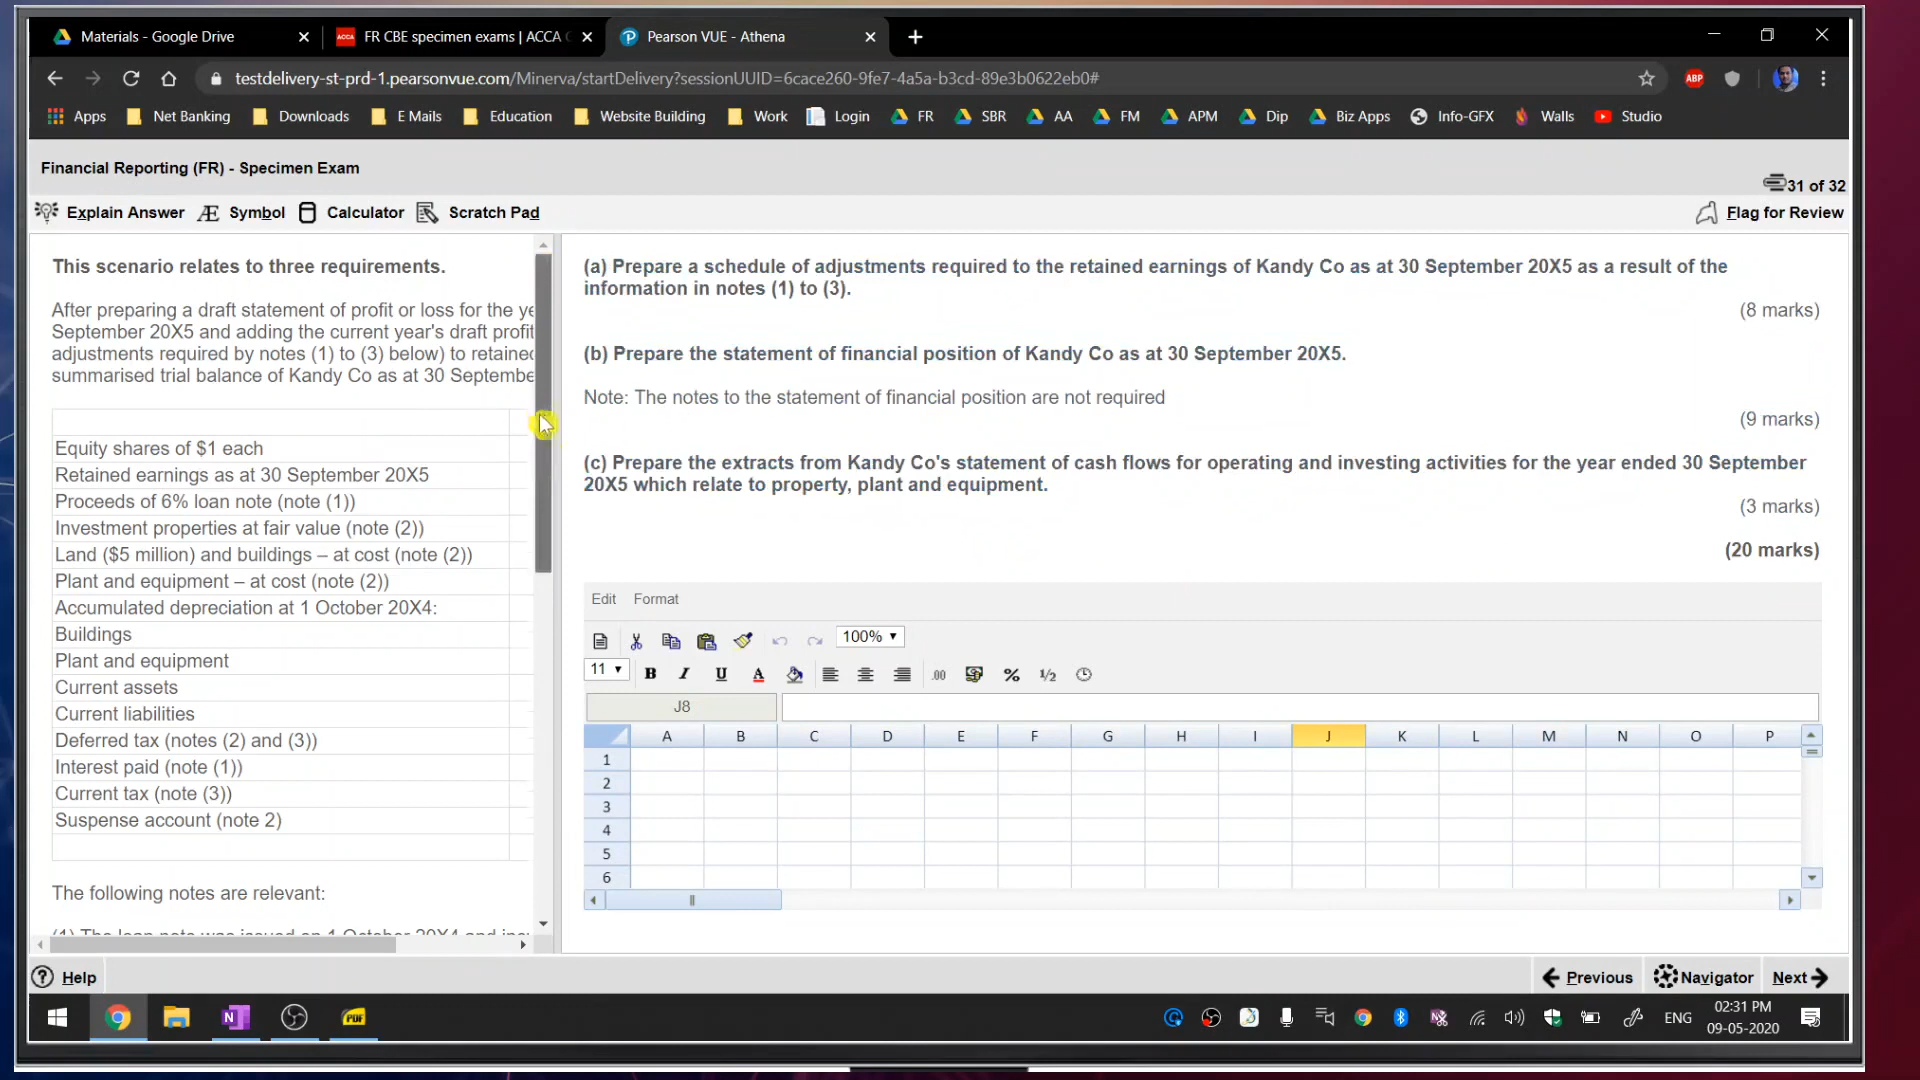 Materials - Google Drive
FR CBE specimen exams | ACCA
Pearson VUE - Athena
testdelivery-st-prd-1.pearsonvue.com/Minerva/startDelivery?sessionUUID=6cace260-9fe7-4a5a-b3cd-89e3b0622eb0#
ABP
Apps Net Banking Downloads E Mails Education Website Building Work Login FR SBR AA FM APM Dip Biz Apps Info-GFX Walls Studio
Financial Reporting (FR) - Specimen Exam
31 of 32
Explain Answer Symbol Calculator Scratch Pad
Flag for Review
This scenario relates to three requirements.
After preparing a draft statement of profit or loss for the ye
September 20X5 and adding the current year's draft profit
adjustments required by notes (1) to (3) below) to retained
summarised trial balance of Kandy Co as at 30 Septembe
Equity shares of $1 each
Retained earnings as at 30 September 20X5
Proceeds of 6% loan note (note (1))
Investment properties at fair value (note (2))
Land ($5 million) and buildings – at cost (note (2))
Plant and equipment – at cost (note (2))
Accumulated depreciation at 1 October 20X4:
Buildings
Plant and equipment
Current assets
Current liabilities
Deferred tax (notes (2) and (3))
Interest paid (note (1))
Current tax (note (3))
Suspense account (note 2)
The following notes are relevant:
(1) The loan note was issued on 1 October 20X4 and
(a) Prepare a schedule of adjustments required to the retained earnings of Kandy Co as at 30 September 20X5 as a result of the
information in notes (1) to (3).
(8 marks)
(b) Prepare the statement of financial position of Kandy Co as at 30 September 20X5.
Note: The notes to the statement of financial position are not required
(9 marks)
(c) Prepare the extracts from Kandy Co's statement of cash flows for operating and investing activities for the year ended 30 September
20X5 which relate to property, plant and equipment.
(3 marks)
(20 marks)
Edit Format
100%
11 B I U A .00 % 1/2
J8
A B C D E F G H I J K L M N O P
1
2
3
4
5
6
Help
Previous Navigator Next
ENG
02:31 PM
09-05-2020